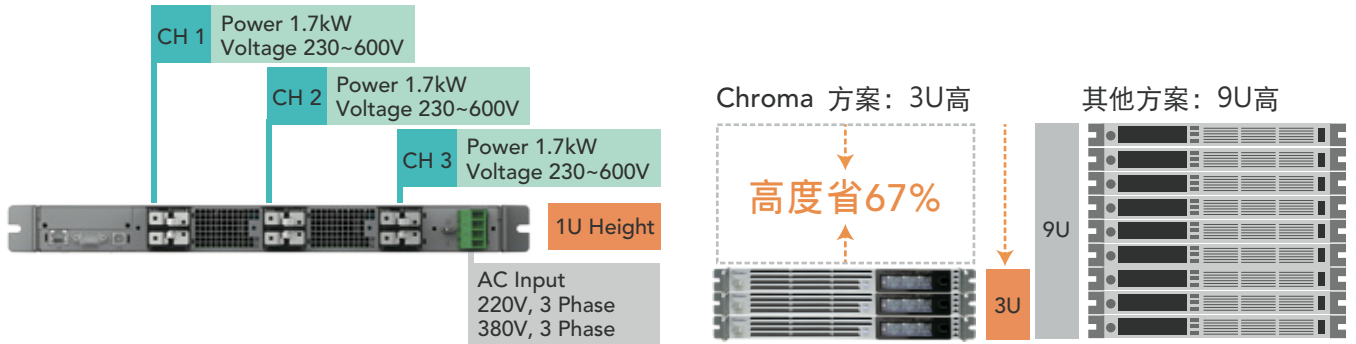 CH 1
Power 1.7kW
Voltage 230~600V
CH 2
Power 1.7kW
Voltage 230~600V
CH 3
Power 1.7kW
Voltage 230~600V
1U Height
AC Input
220V, 3 Phase
380V, 3 Phase
Chroma 方案：3U高
其他方案：9U高
高度省67%
3U
9U